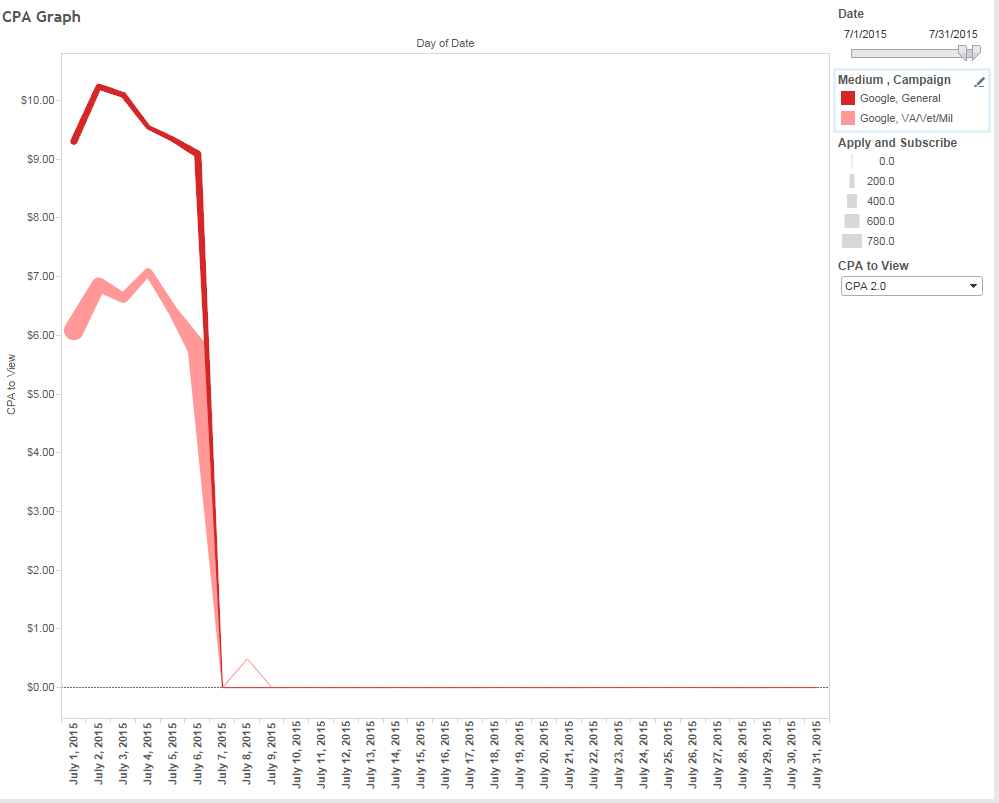 CPA Graph
Day of Date
$10.00
$9.00
$8.00
$7.00
$6.00
$5.00
$4.00
$3.00
$2.00
$1.00
$0.00
CPA to View
July 1, 2015
July 2, 2015
July 3, 2015
July 4, 2015
July 5, 2015
July 6, 2015
July 7, 2015
July 8, 2015
July 9, 2015
July 10, 2015
July 11, 2015
July 12, 2015
July 13, 2015
July 14, 2015
July 15, 2015
July 16, 2015
July 17, 2015
July 18, 2015
July 19, 2015
July 20, 2015
July 21, 2015
July 22, 2015
July 23, 2015
July 24, 2015
July 25, 2015
July 26, 2015
July 27, 2015
July 28, 2015
July 29, 2015
July 30, 2015
July 31, 2015
Date
7/1/2015 7/31/2015
Medium , Campaign
Google, General
Google, VA/Vet/Mil
Apply and Subscribe
0.0
200.0
400.0
600.0
780.0
CPA to View
CPA 2.0